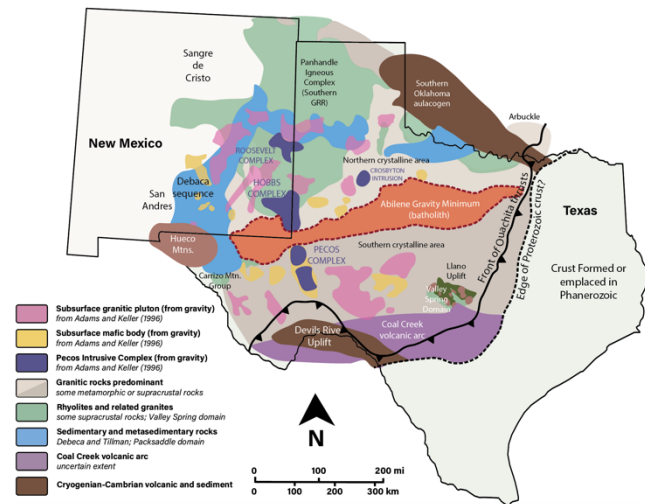 Sangre
de
Cristo
Panhandle
Igneous
Complex
(Southern
GRR)
Southern
Oklahoma
aulacogen
Arbuckle
New Mexico
ROOSEVELT
COMPLEX
Northern crystalline area
CROSBYTON
INTRUSION
Debaca
sequence
HOBBS
COMPLEX
San
Andres
Abilene Gravity Minimum
(batholith)
Front of Ouachita thrusts
Edge of Proterozoic crust?
Texas
Hueco
Mtns.
PECOS
COMPLEX
Southern crystalline area
Crust Formed or
emplaced in
Phanerozoic
Carrizo Mtn.
Group
Llano
Uplift
Valley
Spring
Domain
Coal Creek
volcanic arc
Devils Rive
Uplift
Subsurface granitic pluton (from gravity)
from Adams and Keller (1996)
Subsurface mafic body (from gravity)
from Adams and Keller (1996)
Pecos Intrusive Complex (from gravity)
from Adams and Keller (1996)
Granitic rocks predominant
some metamorphic or supracrustal rocks
Rhyolites and related granites
some supracrustal rocks; Valley Spring domain
Sedimentary and metasedimentary rocks
Debeca and Tillman; Packsaddle domain
Coal Creek volcanic arc
uncertain extent
Cryogenian-Cambrian volcanic and sediment
N
0 100 200 mi
0 100 200 300 km